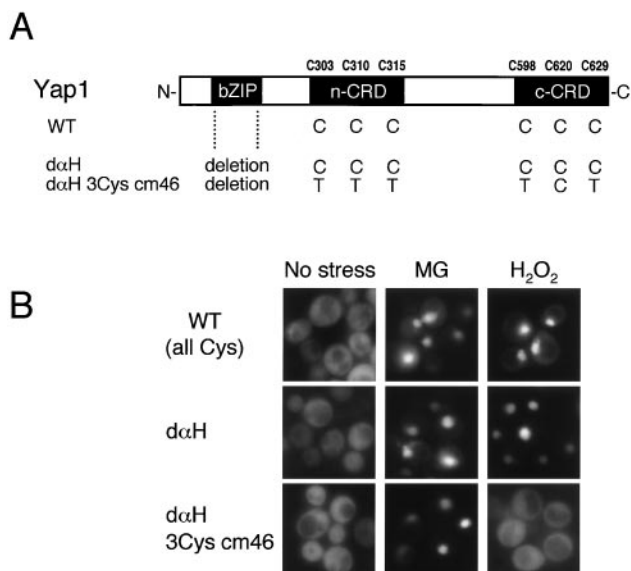 A
C303 C310 C315 C598 C620 C629
Yap1 N- bZIP n-CRD c-CRD -C
WT C C C C C C
dαH deletion C C C C C C
dαH 3Cys cm46 deletion T T T T C T
B
No stress MG H₂O₂
WT
(all Cys)
dαH
dαH
3Cys cm46